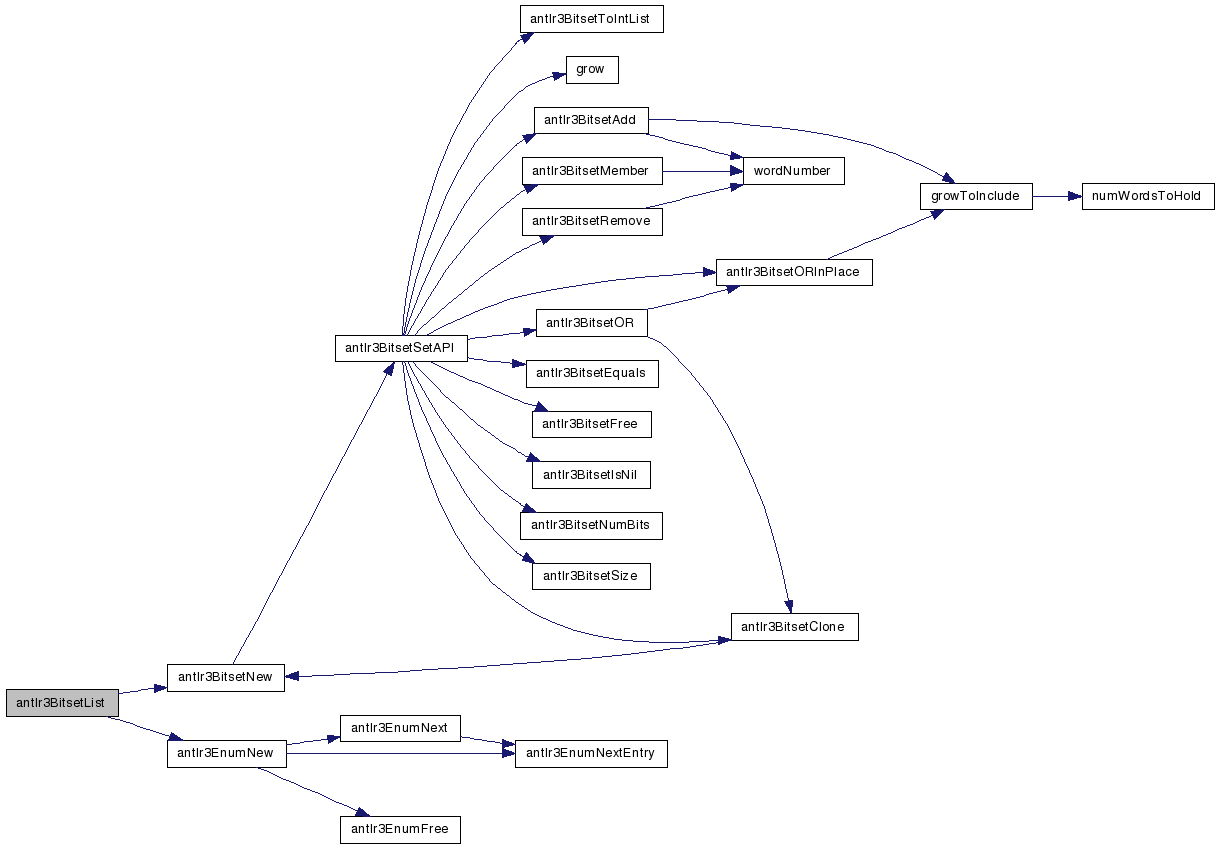 antlr3BitsetToIntList
grow
antlr3BitsetAdd
antlr3BitsetMember
wordNumber
growToInclude
numWordsToHold
antlr3BitsetRemove
antlr3BitsetORInPlace
antlr3BitsetOR
antlr3BitsetSetAPI
antlr3BitsetEquals
antlr3BitsetFree
antlr3BitsetIsNil
antlr3BitsetNumBits
antlr3BitsetSize
antlr3BitsetClone
antlr3BitsetNew
antlr3BitsetList
antlr3EnumNext
antlr3EnumNew
antlr3EnumNextEntry
antlr3EnumFree